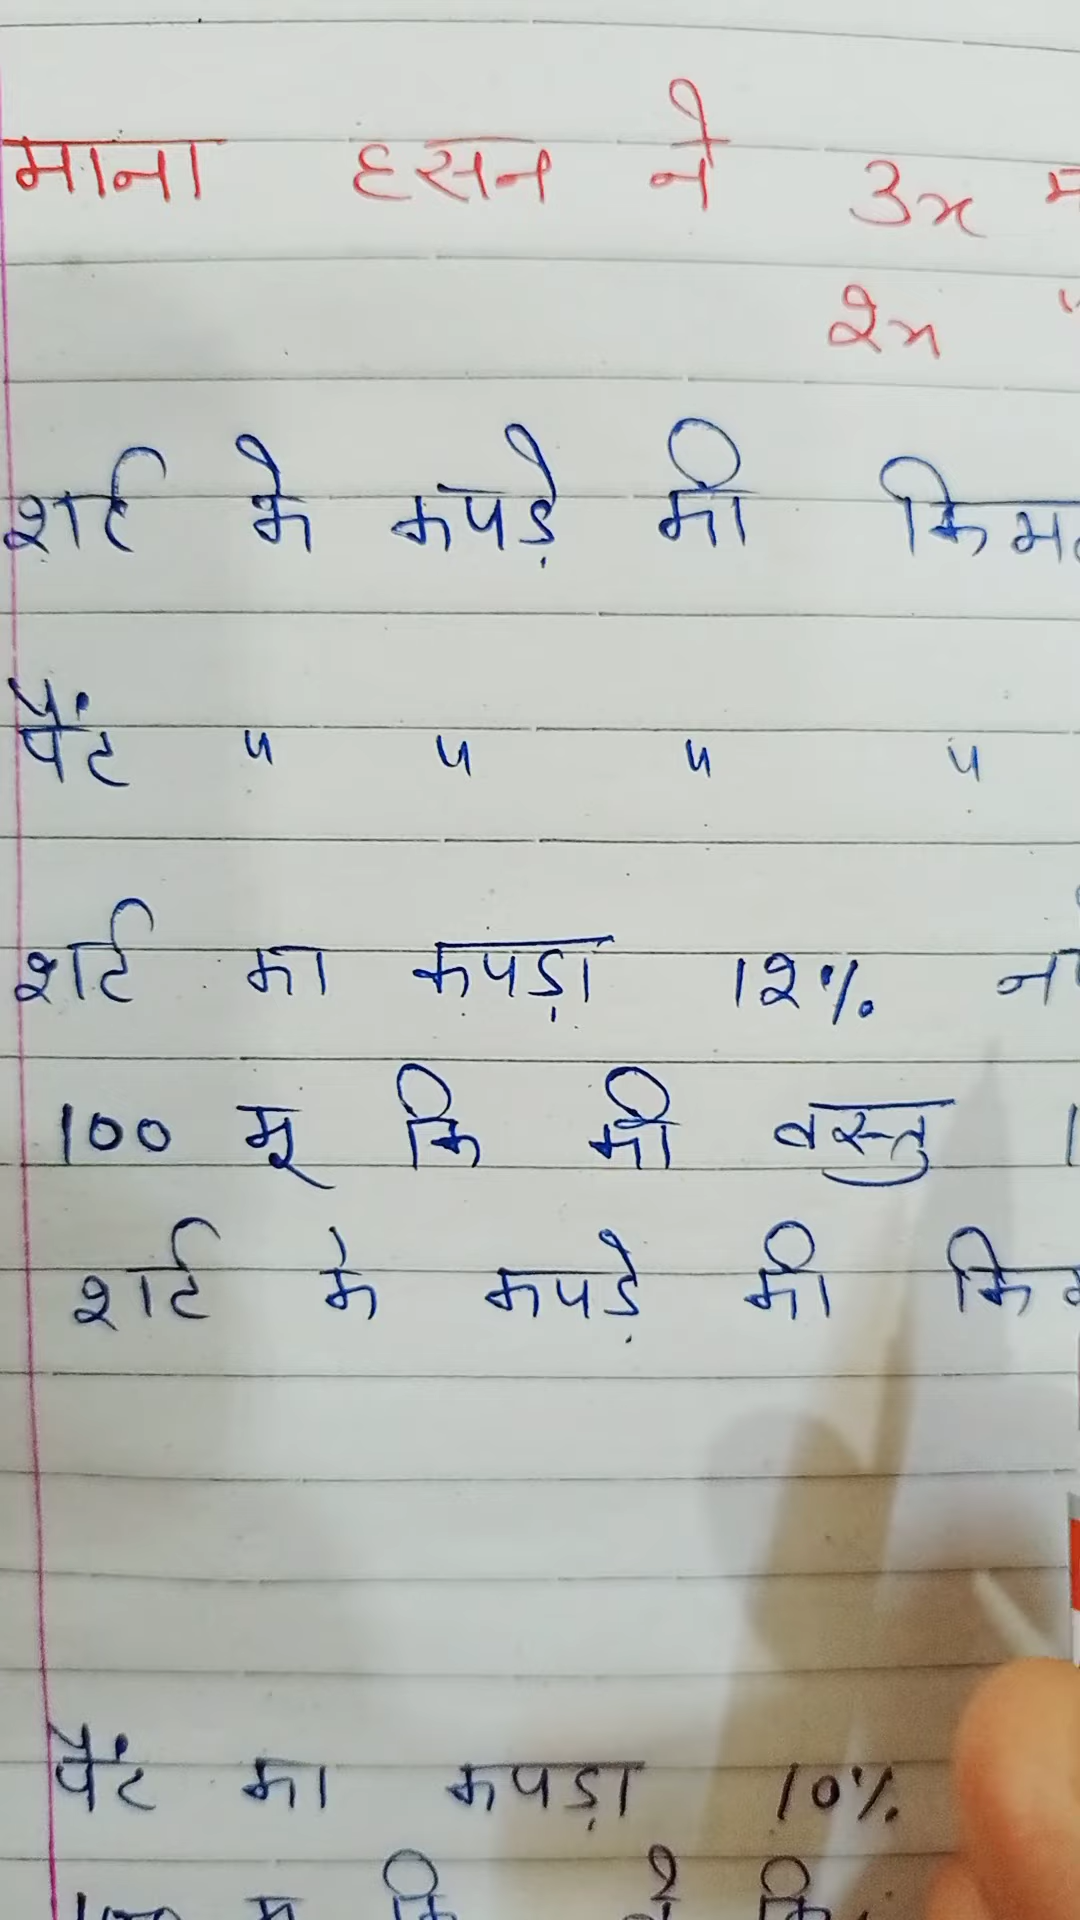 माना हसन ने 3x
2x "
शर्ट के कपड़े की
पैंट " " " "
शर्ट का कपड़ा 12%
100 मू कि की वस्तु
शर्ट के कपड़े की
पैंट का कपड़ा 10%